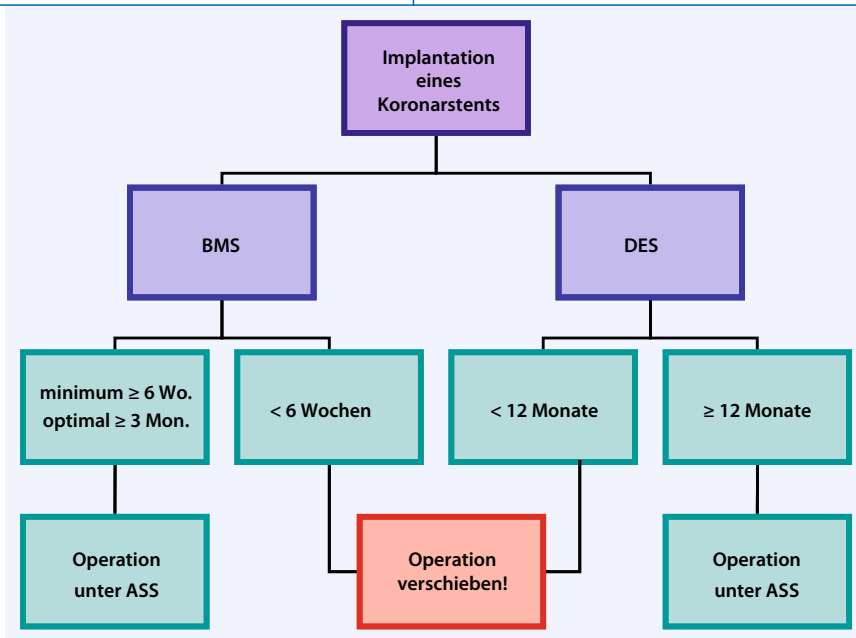 Implantation
eines
Koronarstents
BMS
DES
minimum ≥ 6 Wo.
optimal ≥ 3 Mon.
< 6 Wochen
< 12 Monate
≥ 12 Monate
Operation
unter ASS
Operation
verschieben!
Operation
unter ASS